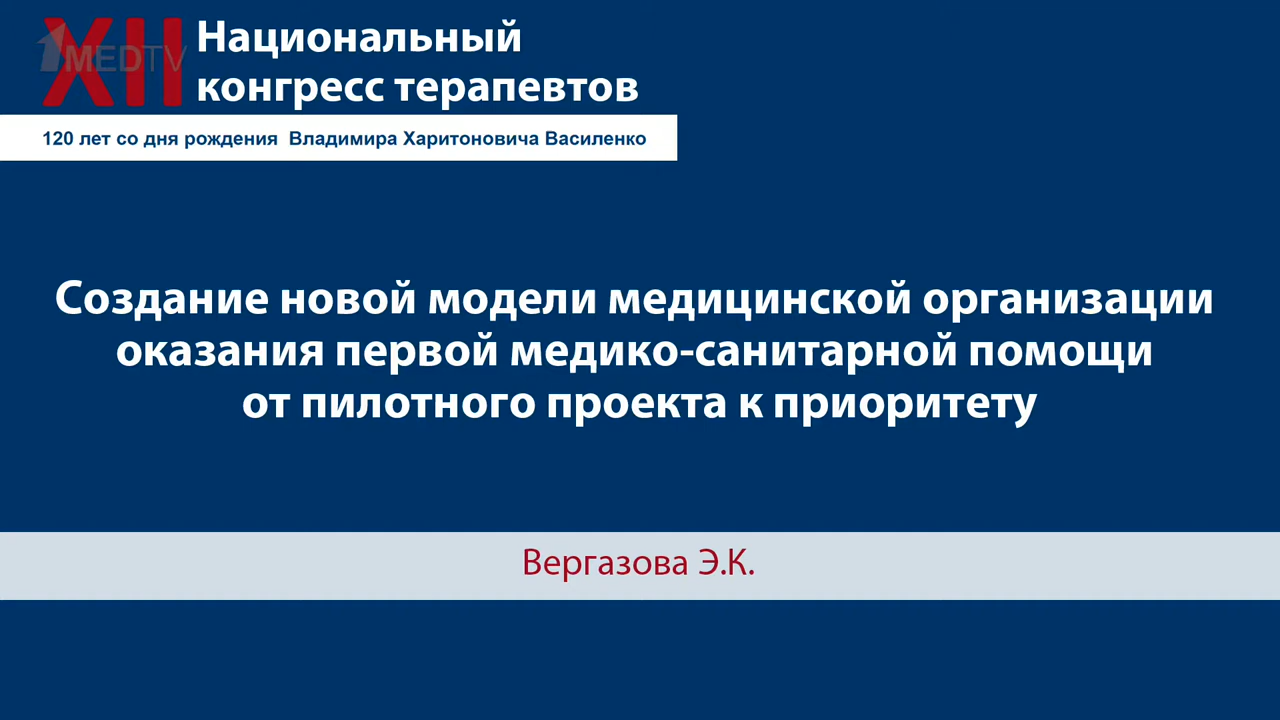 XII Национальный
конгресс терапевтов
1MEDTV
120 лет со дня рождения Владимира Харитоновича Василенко
Создание новой модели медицинской организации
оказания первой медико-санитарной помощи
от пилотного проекта к приоритету
Вергазова Э.К.